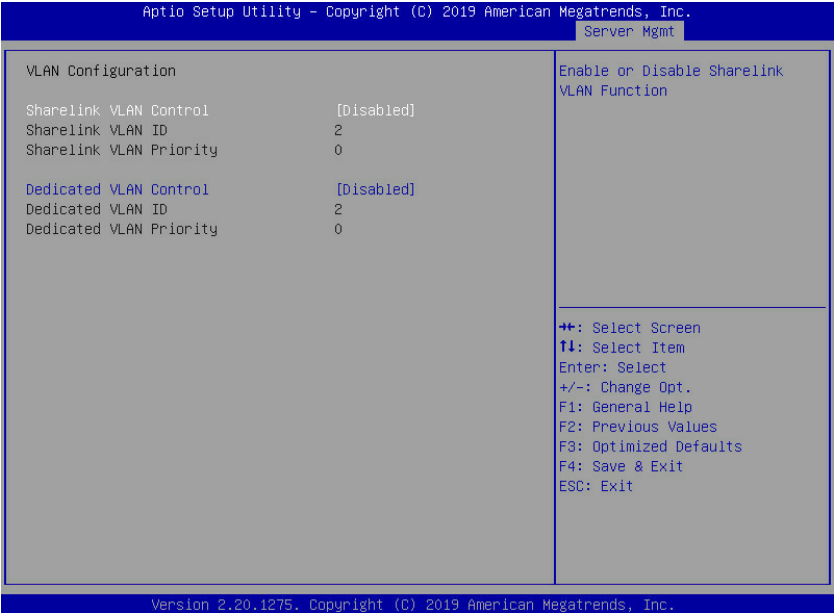 Aptio Setup Utility – Copyright (C) 2019 American Megatrends, Inc.
Server Mgmt
VLAN Configuration
Sharelink VLAN Control [Disabled]
Sharelink VLAN ID 2
Sharelink VLAN Priority 0
Dedicated VLAN Control [Disabled]
Dedicated VLAN ID 2
Dedicated VLAN Priority 0
Enable or Disable Sharelink
VLAN Function
→←: Select Screen
↑↓: Select Item
Enter: Select
+/-: Change Opt.
F1: General Help
F2: Previous Values
F3: Optimized Defaults
F4: Save & Exit
ESC: Exit
Version 2.20.1275. Copyright (C) 2019 American Megatrends, Inc.